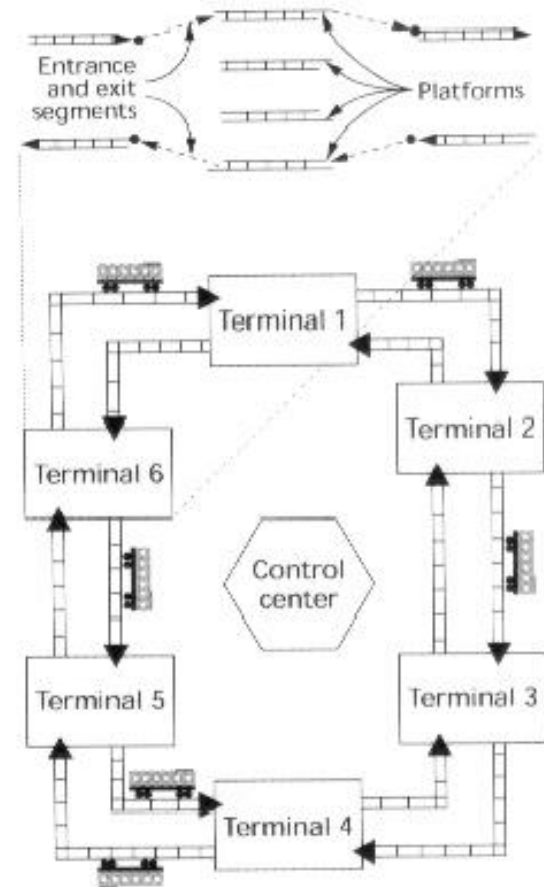 Entrance
and exit
segments
Platforms
Terminal 1
Terminal 2
Terminal 6
Control
center
Terminal 5
Terminal 3
Terminal 4